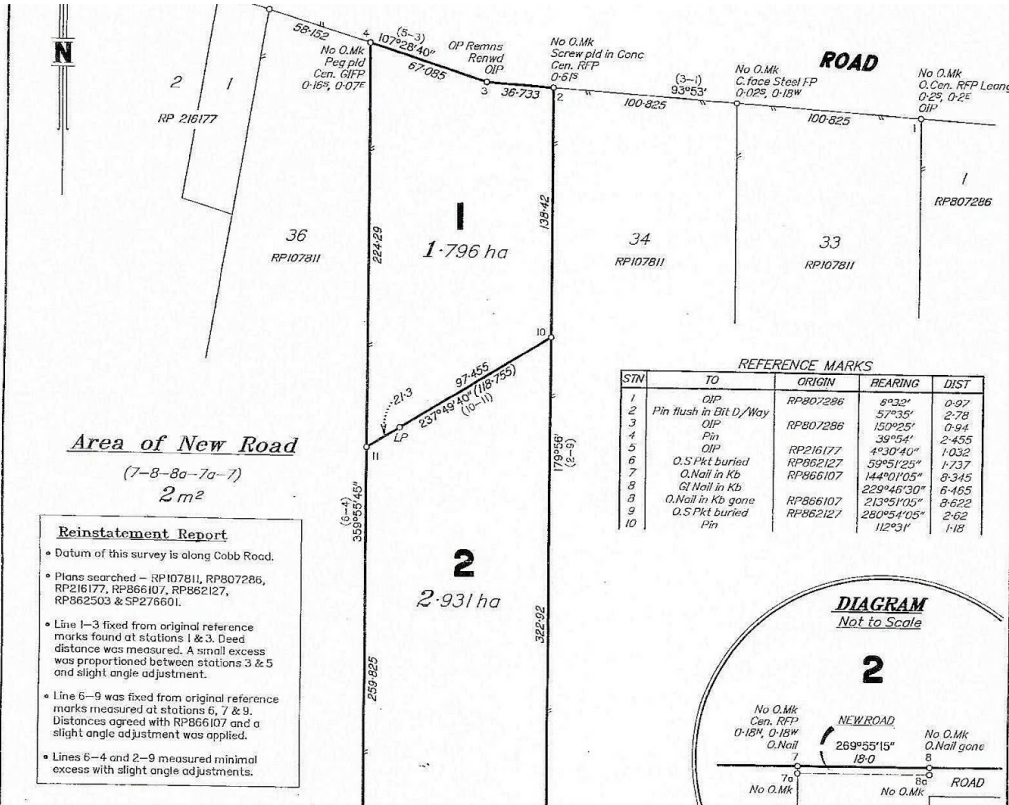 N
58·152
4
(5-3)
107°28'40"
67·085
No O.Mk
Peg pld
Cen. GIFP
0·16ˢ, 0·07ᴱ
OP Remns
Renwd
OIP
3
36·733
No O.Mk
Screw pld in Conc
Cen. RFP
0·61ˢ
2
100·825
(3-1)
93°53'
No O.Mk
C.face Steel FP
0·02ˢ, 0·18ᵂ
ROAD
100·825
No O.Mk
O.Cen. RFP Leang
0·2ˢ, 0·2ᴱ
OIP
1
2
1
RP 216177
36
RP107811
224·29
1
1·796 ha
138·42
34
RP107811
33
RP107811
1
RP807286
10
97·455
237°49'40" (118·755)
(10-11)
21·3
LP
11
179°56'
(2-9)
322·92
(6-4)
359°55'45"
259·825
2
2·931 ha
REFERENCE MARKS
STN TO ORIGIN BEARING DIST
1 OIP RP807286 8°32' 0·97
2 Pin flush in Bit D/Way 57°35' 2·78
3 OIP RP807286 150°25' 0·94
4 Pin 39°54' 2·455
5 OIP RP216177 4°30'40" 1·032
6 O.S Pkt buried RP862127 59°51'25" 1·737
7 O.Nail in Kb RP866107 144°01'05" 8·345
8 GI Nail in Kb 229°46'30" 6·465
8 O.Nail in Kb gone RP866107 213°51'05" 8·622
9 O.S Pkt buried RP862127 280°54'05" 2·62
10 Pin 112°31' 1·18
Area of New Road
(7-8-8a-7a-7)
2 m²
Reinstatement Report
• Datum of this survey is along Cobb Road.
• Plans searched – RP107811, RP807286,
RP216177, RP866107, RP862127,
RP862503 & SP276601.
• Line 1–3 fixed from original reference
marks found at stations 1 & 3. Deed
distance was measured. A small excess
was proportioned between stations 3 & 5
and slight angle adjustment.
• Line 6–9 was fixed from original reference
marks measured at stations 6, 7 & 9.
Distances agreed with RP866107 and a
slight angle adjustment was applied.
• Lines 6–4 and 2–9 measured minimal
excess with slight angle adjustments.
DIAGRAM
Not to Scale
2
No O.Mk
Cen. RFP
0·18ᴺ, 0·18ᵂ
O.Nail
7
NEW ROAD
269°55'15"
18·0
No O.Mk
O.Nail gone
8
7a
No O.Mk
8a
No O.Mk
ROAD